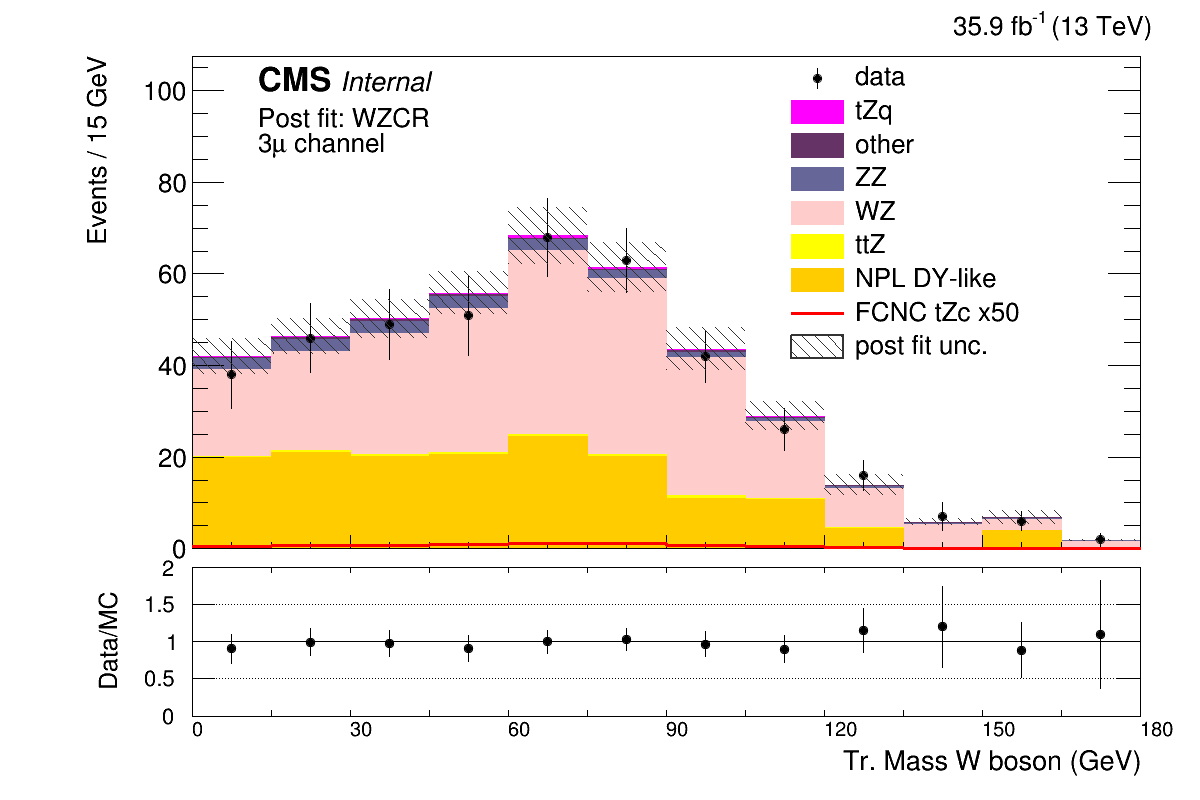 35.9 fb⁻¹ (13 TeV)
Events / 15 GeV
100
80
60
40
20
0
CMS Internal
Post fit: WZCR
3μ channel
data
tZq
other
ZZ
WZ
ttZ
NPL DY-like
FCNC tZc x50
post fit unc.
Data/MC
2
1.5
1
0.5
0
0 30 60 90 120 150 180
Tr. Mass W boson (GeV)